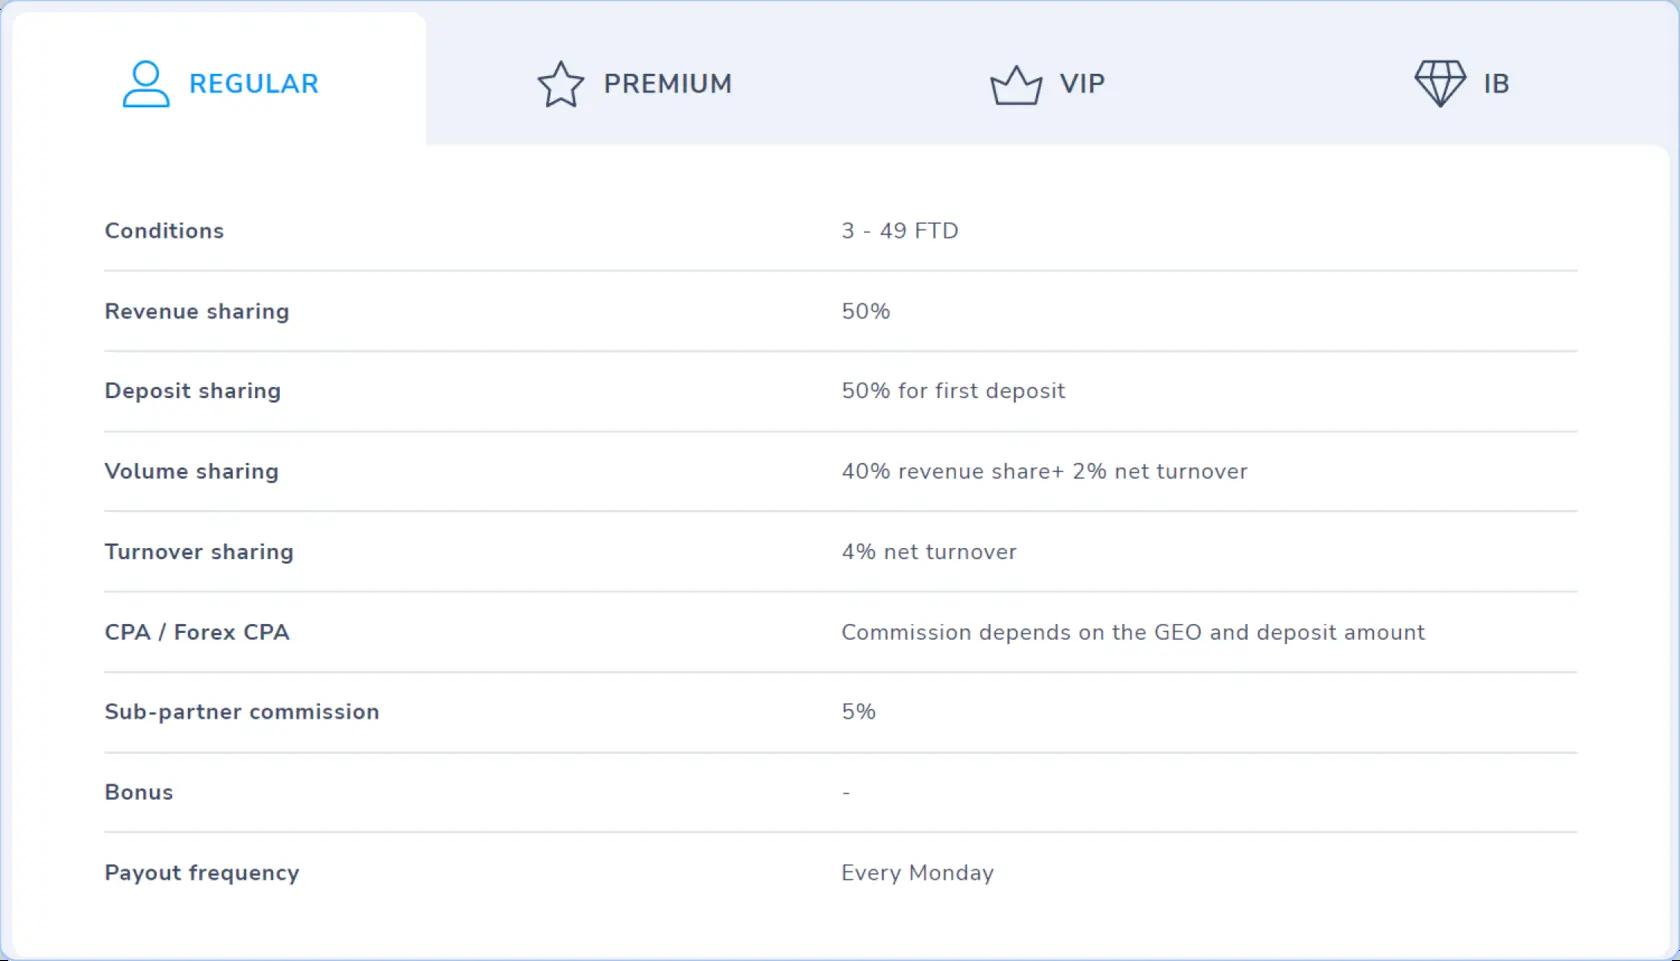 REGULAR PREMIUM VIP IB
Conditions 3 - 49 FTD
Revenue sharing 50%
Deposit sharing 50% for first deposit
Volume sharing 40% revenue share+ 2% net turnover
Turnover sharing 4% net turnover
CPA / Forex CPA Commission depends on the GEO and deposit amount
Sub-partner commission 5%
Bonus -
Payout frequency Every Monday